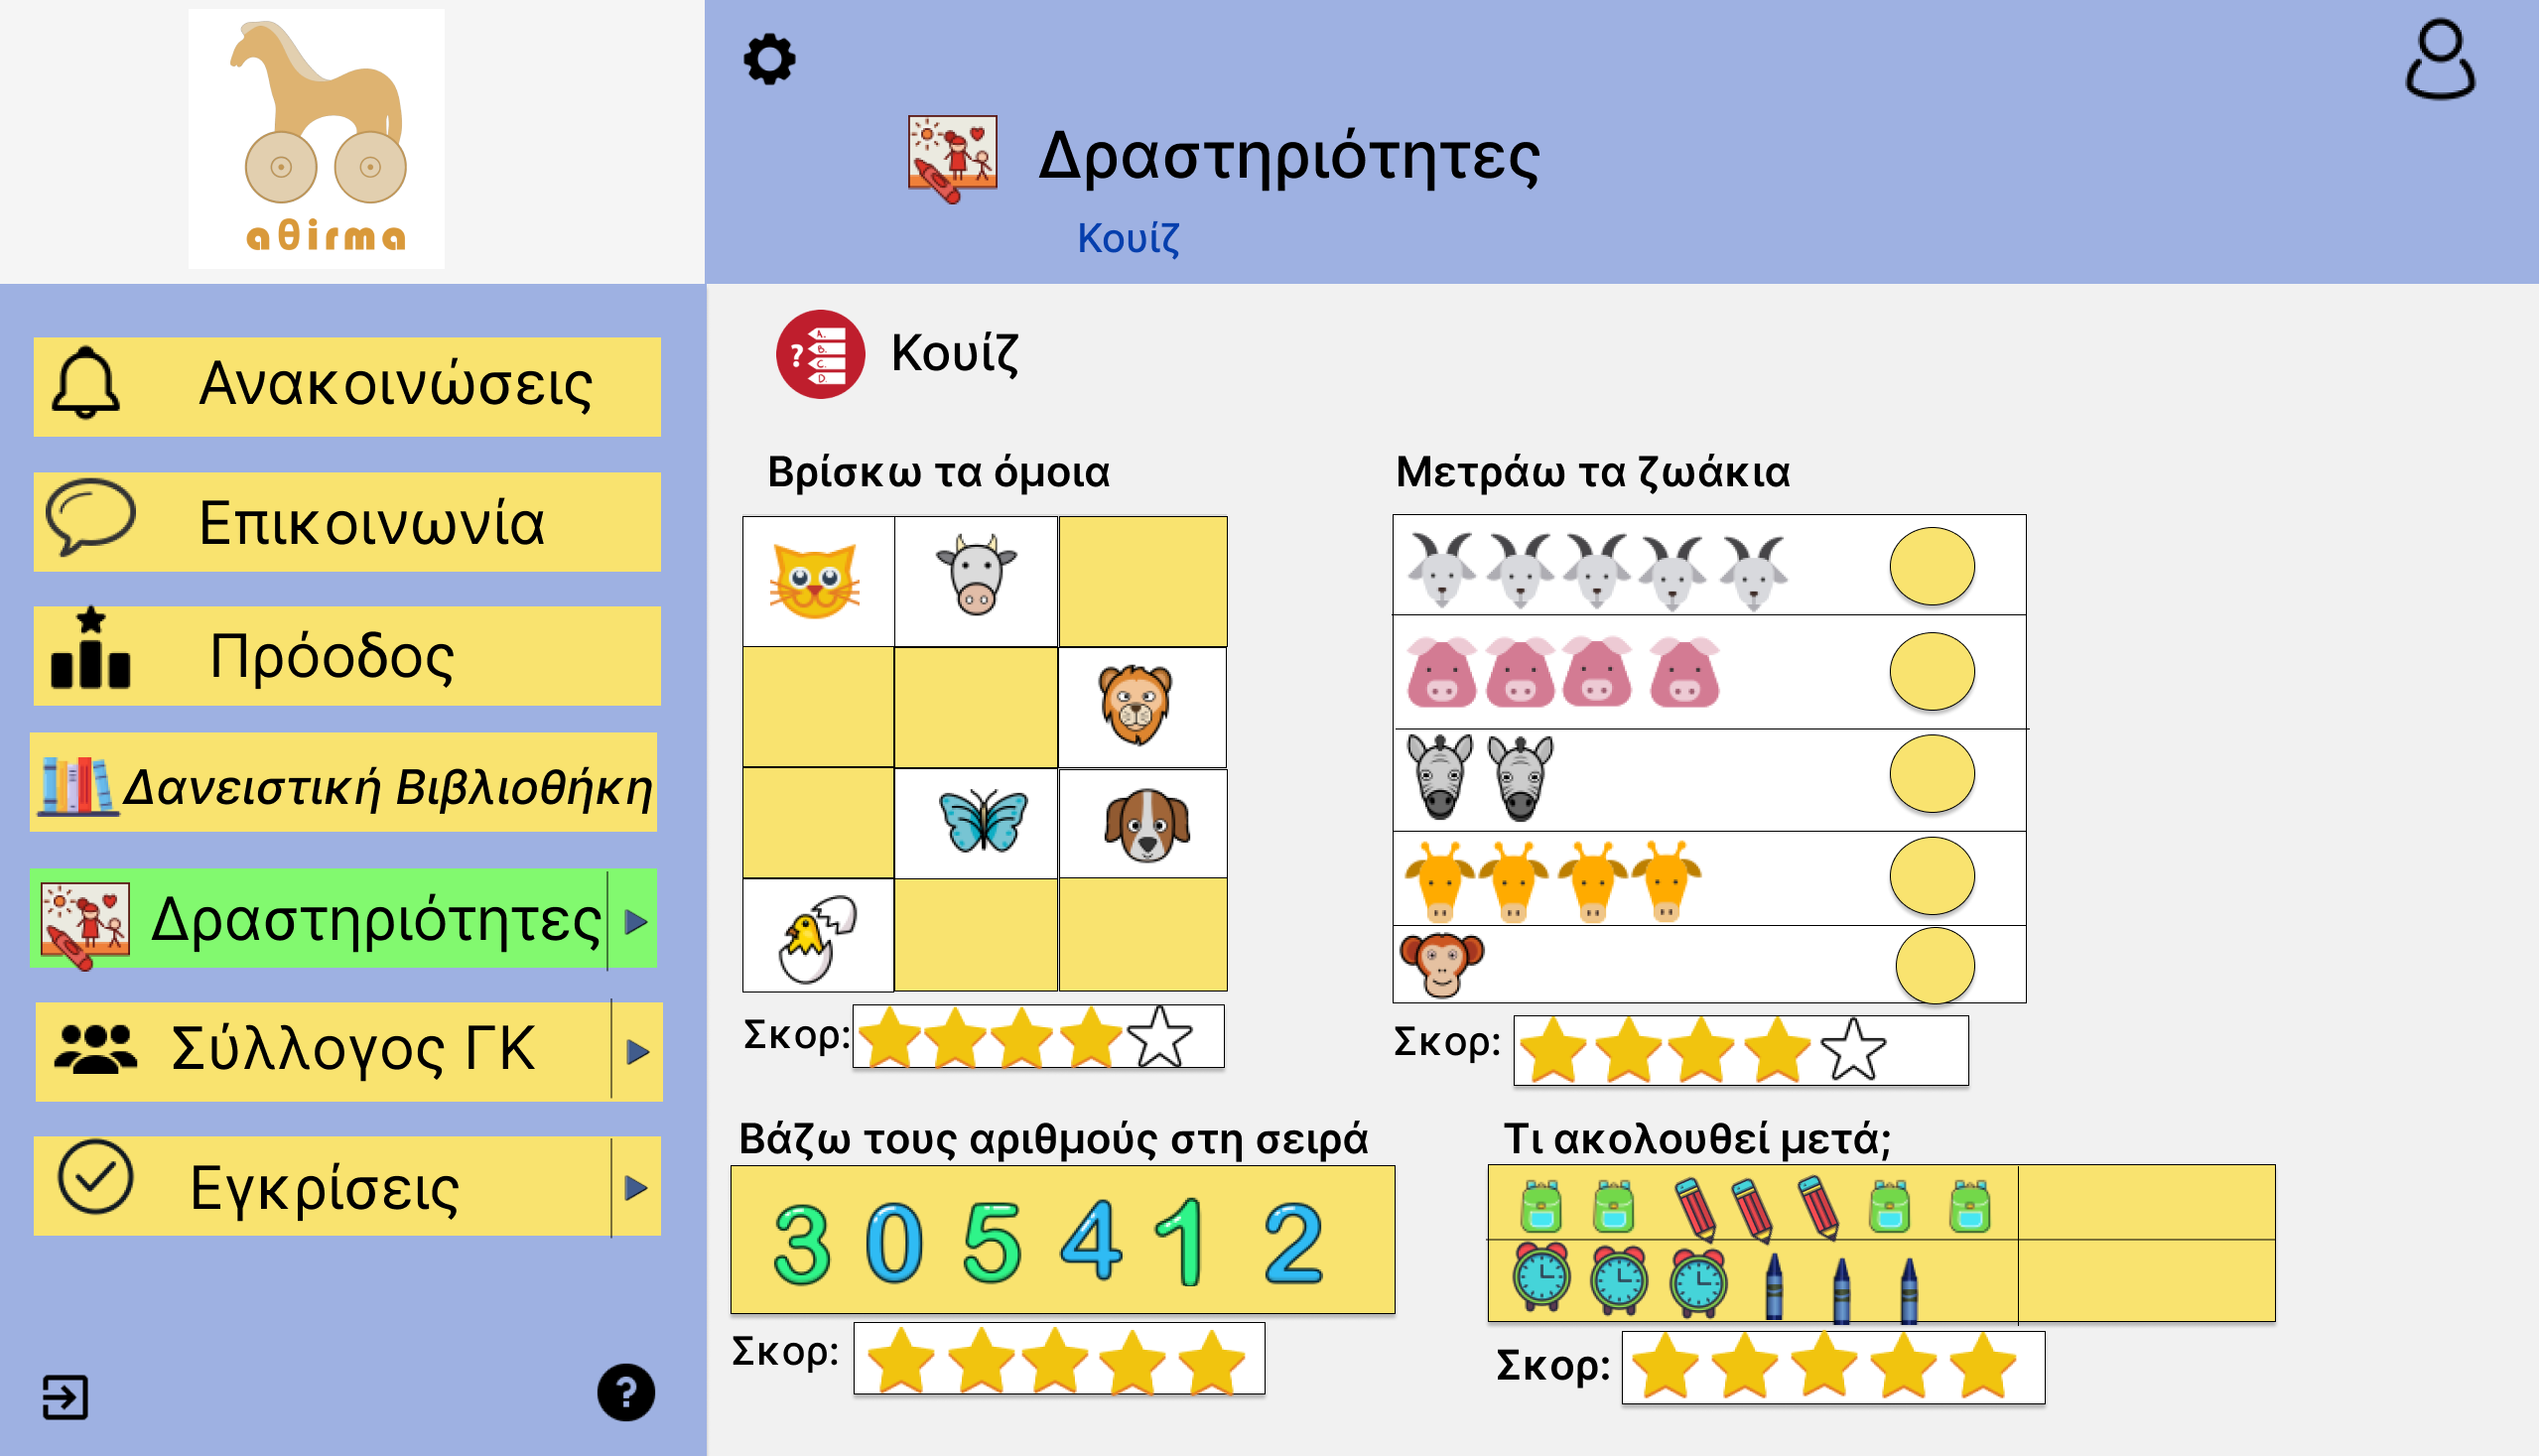 aθirma
Δραστηριότητες
Κουίζ
Ανακοινώσεις
Επικοινωνία
Πρόοδος
Δανειστική Βιβλιοθήκη
Δραστηριότητες
Σύλλογος ΓΚ
Εγκρίσεις
?
? A. B. C. D.
Κουίζ
Βρίσκω τα όμοια
Σκορ:
Μετράω τα ζωάκια
Σκορ:
Βάζω τους αριθμούς στη σειρά
3 0 5 4 1 2
Σκορ:
Τι ακολουθεί μετά;
Σκορ: